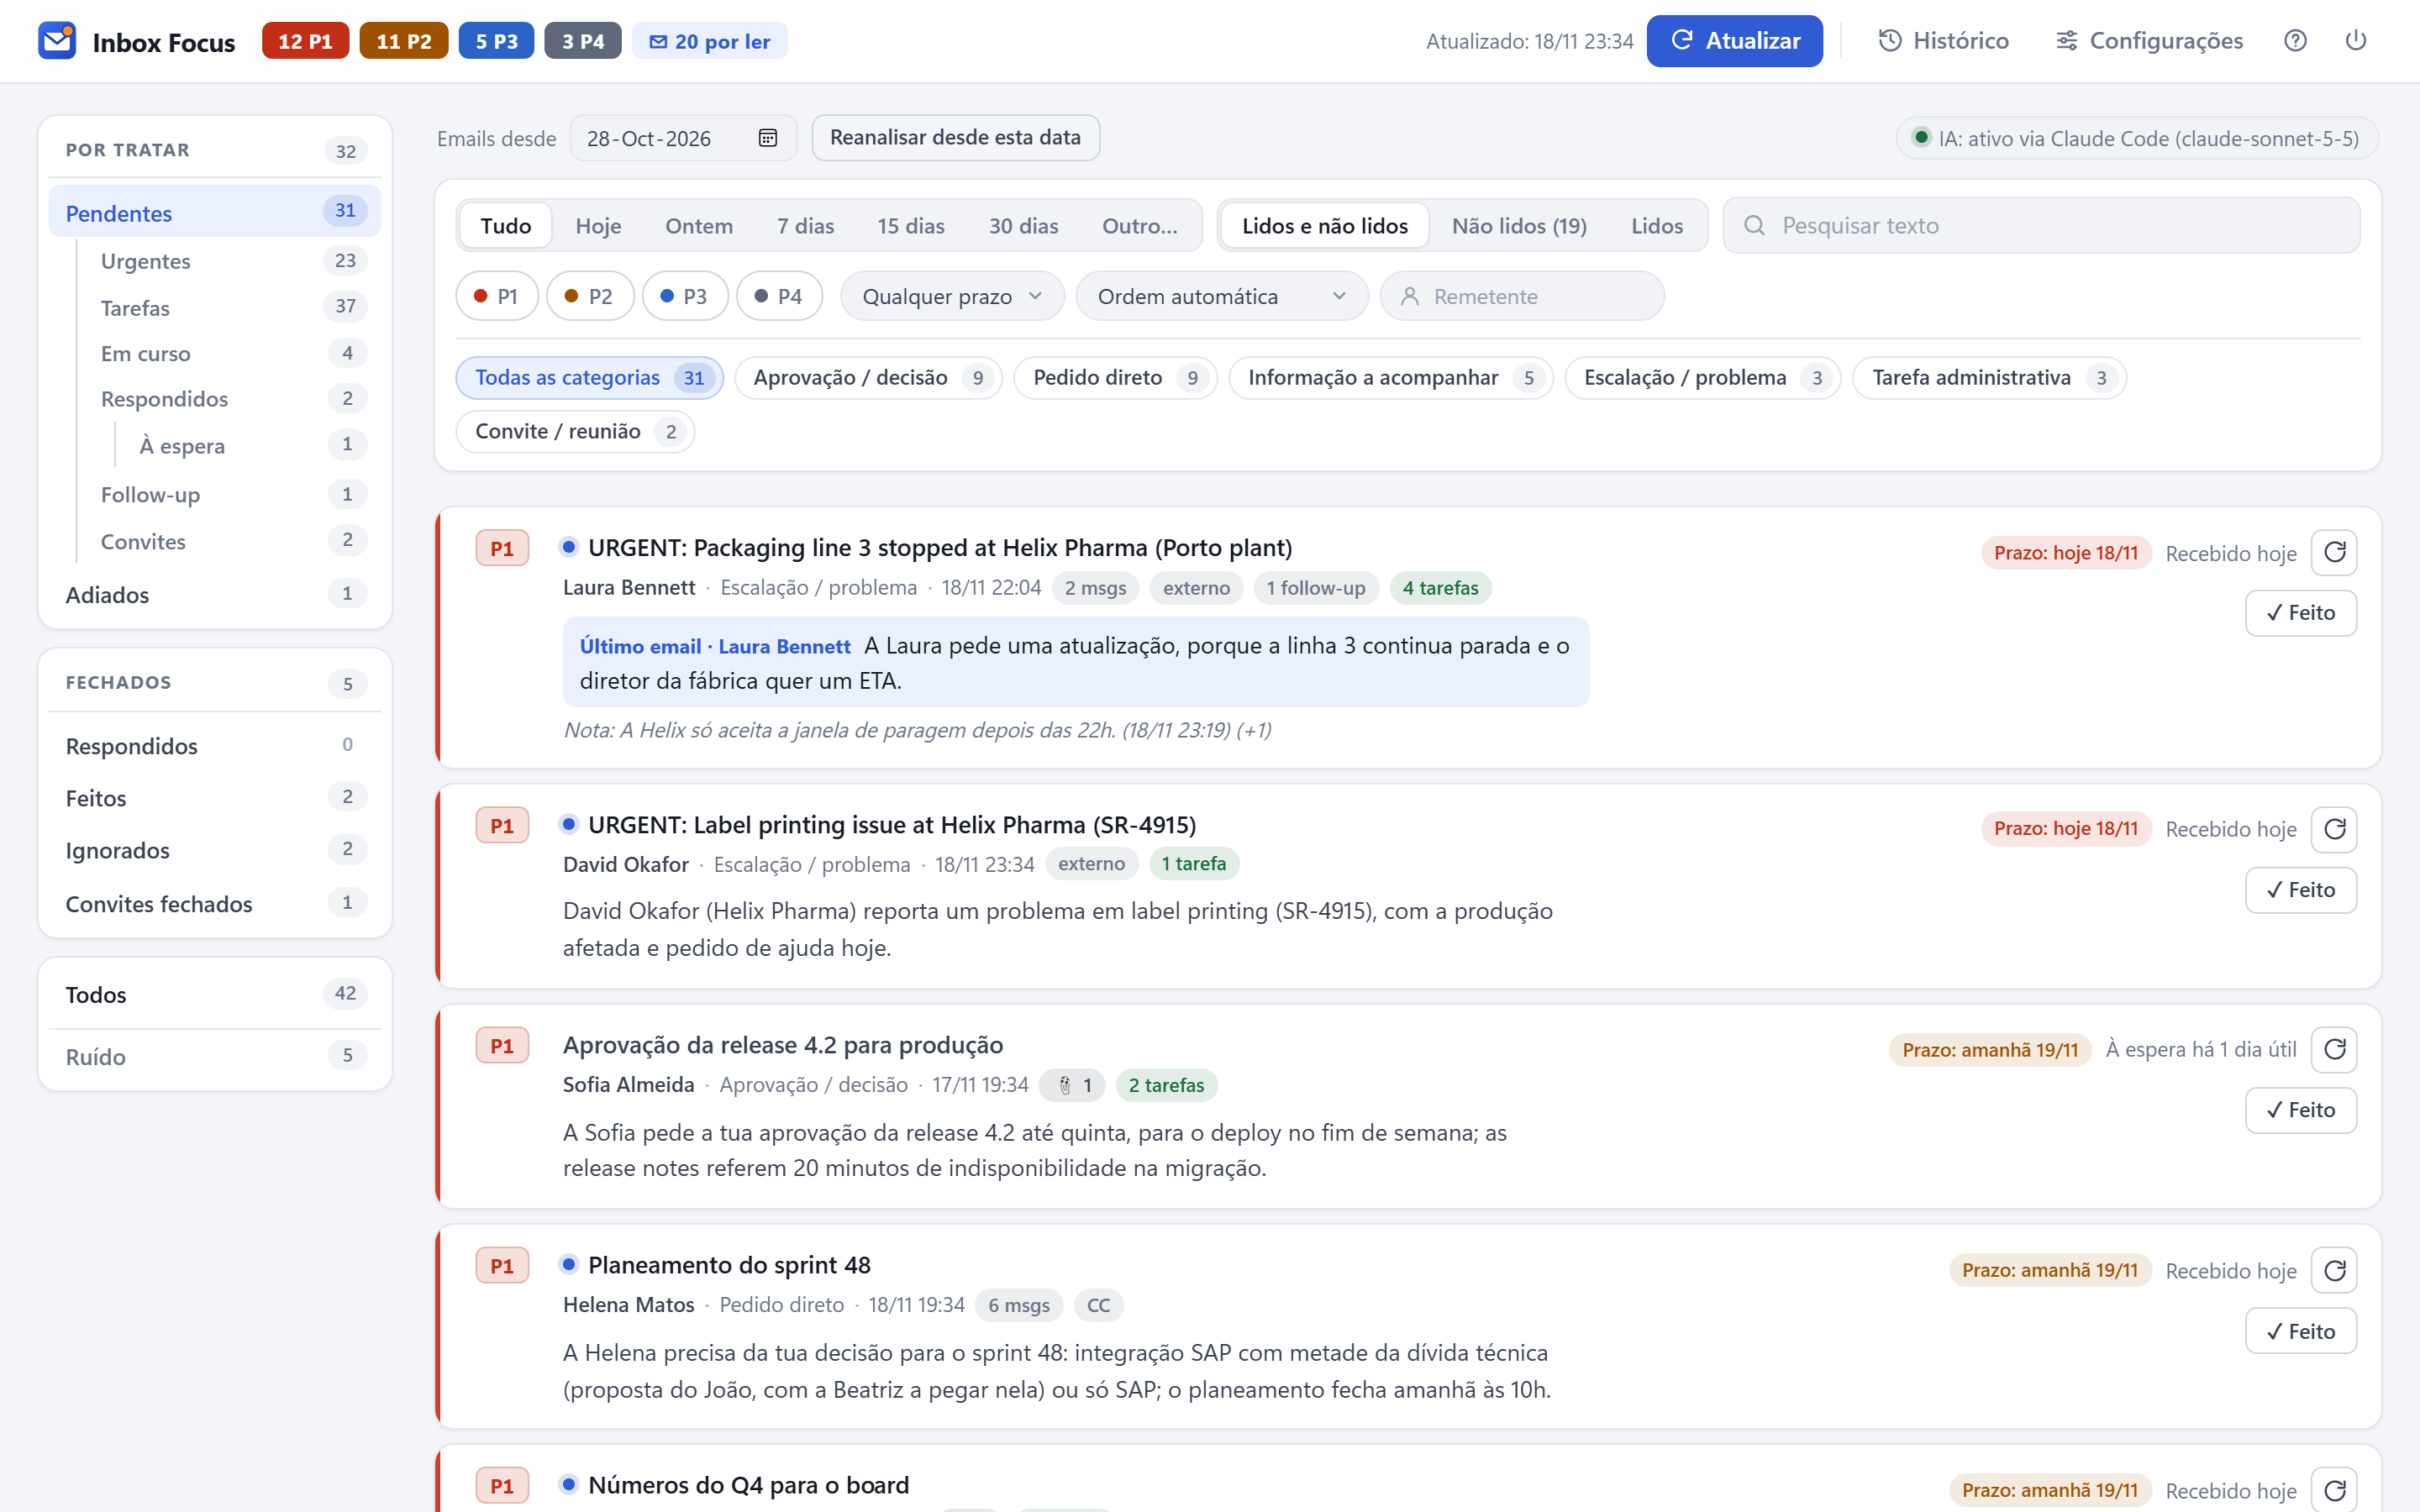 Inbox Focus 12 P1 11 P2 5 P3 3 P4 20 por ler Atualizado: 18/11 23:34 Atualizar Histórico Configurações
POR TRATAR 32
Pendentes 31
Urgentes 23
Tarefas 37
Em curso 4
Respondidos 2
À espera 1
Follow-up 1
Convites 2
Adiados 1
FECHADOS 5
Respondidos 0
Feitos 2
Ignorados 2
Convites fechados 1
Todos 42
Ruído 5
Emails desde 28-Oct-2026 Reanalisar desde esta data IA: ativo via Claude Code (claude-sonnet-5-5)
Tudo Hoje Ontem 7 dias 15 dias 30 dias Outro... Lidos e não lidos Não lidos (19) Lidos Pesquisar texto
P1 P2 P3 P4 Qualquer prazo Ordem automática Remetente
Todas as categorias 31 Aprovação / decisão 9 Pedido direto 9 Informação a acompanhar 5 Escalação / problema 3 Tarefa administrativa 3
Convite / reunião 2
P1 URGENT: Packaging line 3 stopped at Helix Pharma (Porto plant) Prazo: hoje 18/11 Recebido hoje
Laura Bennett · Escalação / problema · 18/11 22:04 2 msgs externo 1 follow-up 4 tarefas
✓ Feito
Último email · Laura Bennett A Laura pede uma atualização, porque a linha 3 continua parada e o
diretor da fábrica quer um ETA.
Nota: A Helix só aceita a janela de paragem depois das 22h. (18/11 23:19) (+1)
P1 URGENT: Label printing issue at Helix Pharma (SR-4915) Prazo: hoje 18/11 Recebido hoje
David Okafor · Escalação / problema · 18/11 23:34 externo 1 tarefa
✓ Feito
David Okafor (Helix Pharma) reporta um problema em label printing (SR-4915), com a produção
afetada e pedido de ajuda hoje.
P1 Aprovação da release 4.2 para produção Prazo: amanhã 19/11 À espera há 1 dia útil
Sofia Almeida · Aprovação / decisão · 17/11 19:34 1 2 tarefas
✓ Feito
A Sofia pede a tua aprovação da release 4.2 até quinta, para o deploy no fim de semana; as
release notes referem 20 minutos de indisponibilidade na migração.
P1 Planeamento do sprint 48 Prazo: amanhã 19/11 Recebido hoje
Helena Matos · Pedido direto · 18/11 19:34 6 msgs CC
✓ Feito
A Helena precisa da tua decisão para o sprint 48: integração SAP com metade da dívida técnica
(proposta do João, com a Beatriz a pegar nela) ou só SAP; o planeamento fecha amanhã às 10h.
P1 Números do Q4 para o board Prazo: amanhã 19/11 Recebido hoje